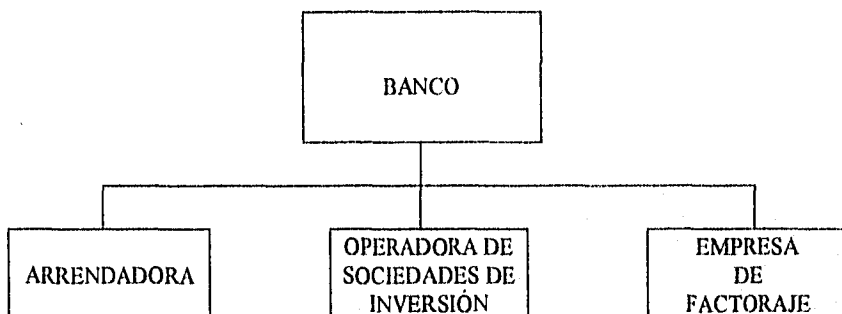 BANCO
ARRENDADORA
OPERADORA DE
SOCIEDADES DE
INVERSIÓN
EMPRESA
DE
FACTORAJE